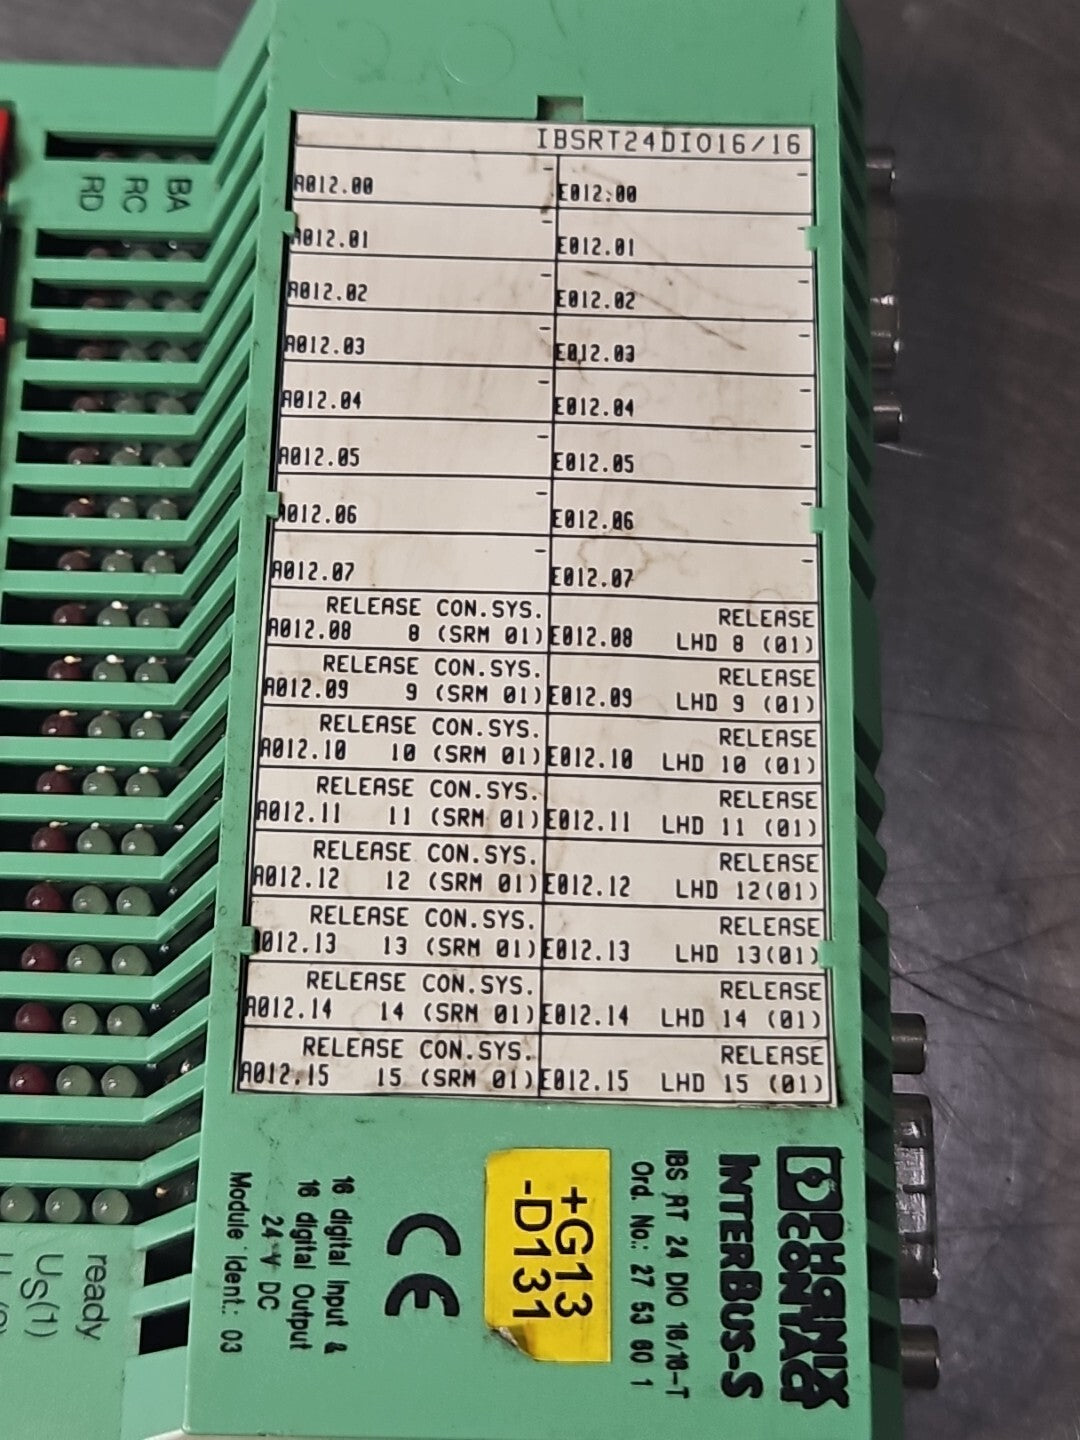 IBSRT24DIO16/16
A012.00 - E012:00 -
A012.01 - E012.01 -
A012.02 - E012.02 -
A012.03 - E012.03 -
A012.04 - E012.04 -
A012.05 - E012.05 -
A012.06 - E012.06 -
A012.07 - E012.07 -
RELEASE CON.SYS. RELEASE
A012.08 8 (SRM 01) E012.08 LHD 8 (01)
RELEASE CON.SYS. RELEASE
A012.09 9 (SRM 01) E012.09 LHD 9 (01)
RELEASE CON.SYS. RELEASE
A012.10 10 (SRM 01) E012.10 LHD 10 (01)
RELEASE CON.SYS. RELEASE
A012.11 11 (SRM 01) E012.11 LHD 11 (01)
RELEASE CON.SYS. RELEASE
A012.12 12 (SRM 01) E012.12 LHD 12(01)
RELEASE CON.SYS. RELEASE
A012.13 13 (SRM 01) E012.13 LHD 13(01)
RELEASE CON.SYS. RELEASE
A012.14 14 (SRM 01) E012.14 LHD 14 (01)
RELEASE CON.SYS. RELEASE
A012.15 15 (SRM 01) E012.15 LHD 15 (01)
BA
RC
RD
PHŒNIX
CONTACT
INTERBUS-S
IBS RT 24 DIO 16/16-T
Ord. No.: 27 53 60 1
+G13
-D131
CE
16 digital Input &
16 digital Output
24 V DC
Module ident.: 03
ready
US(1)